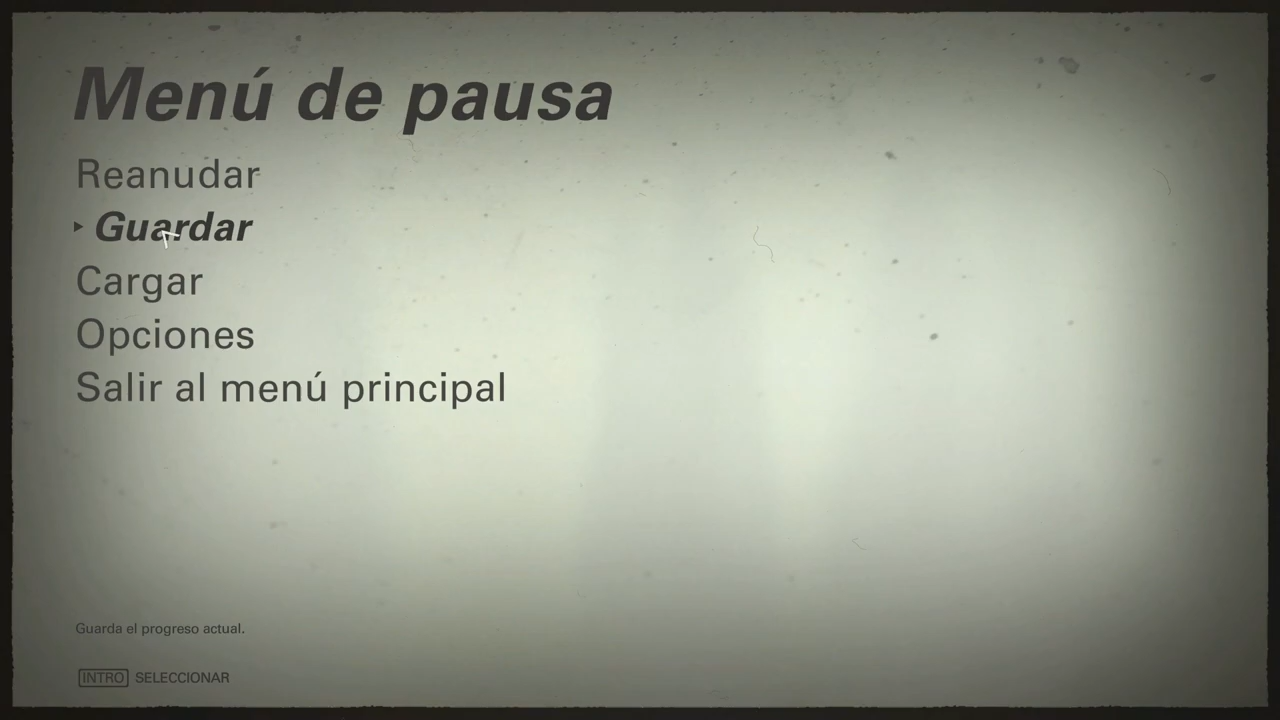 Menú de pausa
Reanudar
Guardar
Cargar
Opciones
Salir al menú principal
Guarda el progreso actual.
INTRO SELECCIONAR